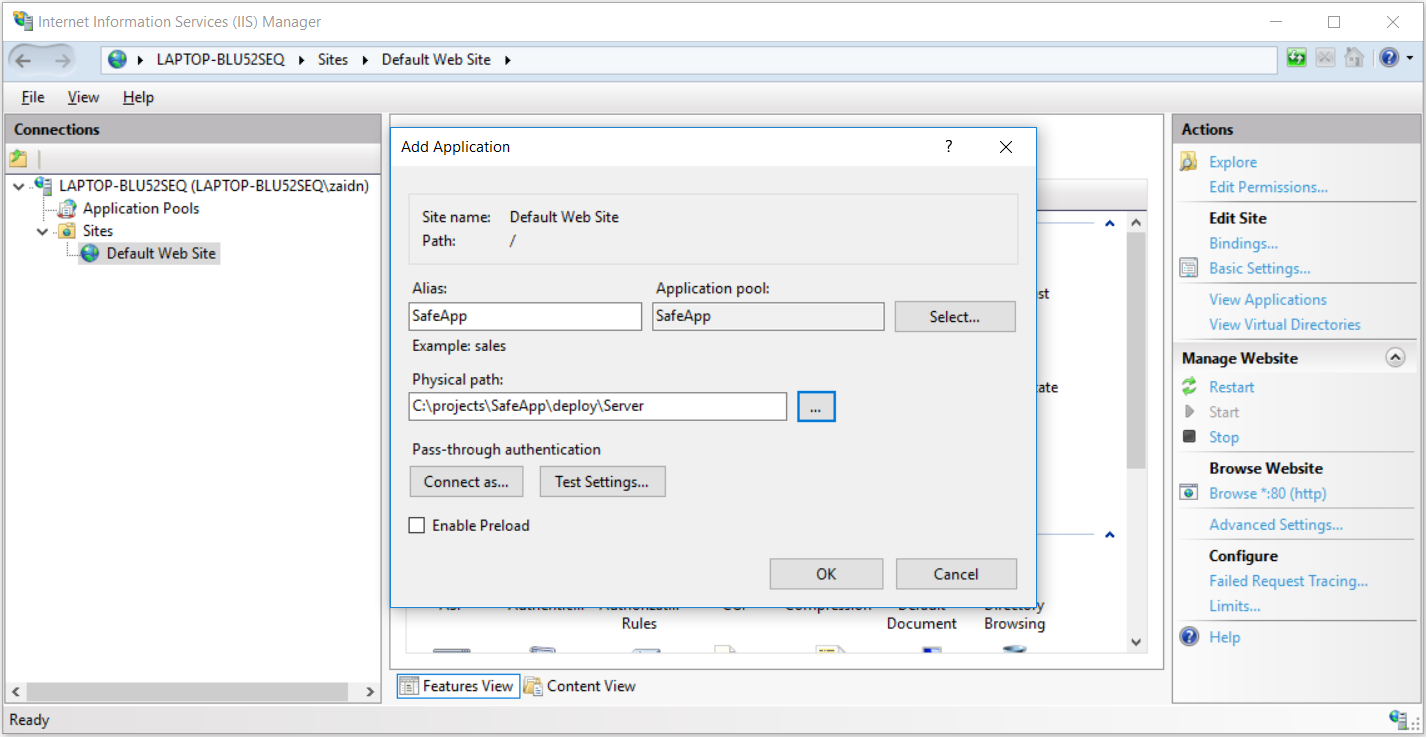 Internet Information Services (IIS) Manager
LAPTOP-BLU52SEQ Sites Default Web Site
File View Help
Connections
LAPTOP-BLU52SEQ (LAPTOP-BLU52SEQ\zaidn)
Application Pools
Sites
Default Web Site
Add Application ?
Site name: Default Web Site
Path: /
Alias:
Application pool:
SafeApp
SafeApp
Select...
Example: sales
Physical path:
C:\projects\SafeApp\deploy\Server
...
Pass-through authentication
Connect as...
Test Settings...
Enable Preload
OK
Cancel
Compression
Default
Directory
Rules
Document
Browsing
Features View
Content View
Actions
Explore
Edit Permissions...
Edit Site
Bindings...
Basic Settings...
View Applications
View Virtual Directories
Manage Website
Restart
Start
Stop
Browse Website
Browse *:80 (http)
Advanced Settings...
Configure
Failed Request Tracing...
Limits...
Help
Ready